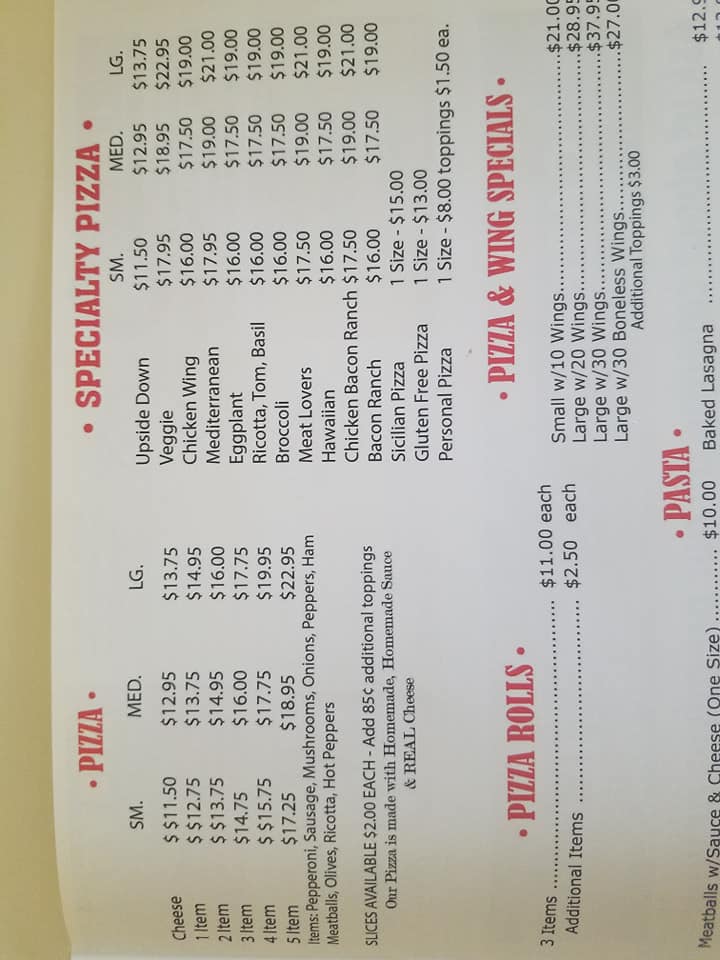 • PIZZA •
SM. MED. LG.
Cheese $ $11.50 $12.95 $13.75
1 Item $ $12.75 $13.75 $14.95
2 Item $ $13.75 $14.95 $16.00
3 Item $14.75 $16.00 $17.75
4 Item $ $15.75 $17.75 $19.95
5 Item $17.25 $18.95 $22.95
Items: Pepperoni, Sausage, Mushrooms, Onions, Peppers, Ham
Meatballs, Olives, Ricotta, Hot Peppers
SLICES AVAILABLE $2.00 EACH - Add 85¢ additional toppings
Our Pizza is made with Homemade, Homemade Sauce
& REAL Cheese
• SPECIALTY PIZZA •
SM. MED. LG.
Upside Down $11.50 $12.95 $13.75
Veggie $17.95 $18.95 $22.95
Chicken Wing $16.00 $17.50 $19.00
Mediterranean $17.95 $19.00 $21.00
Eggplant $16.00 $17.50 $19.00
Ricotta, Tom, Basil $16.00 $17.50 $19.00
Broccoli $16.00 $17.50 $19.00
Meat Lovers $17.50 $19.00 $21.00
Hawaiian $16.00 $17.50 $19.00
Chicken Bacon Ranch $17.50 $19.00 $21.00
Bacon Ranch $16.00 $17.50 $19.00
Sicilian Pizza 1 Size - $15.00
Gluten Free Pizza 1 Size - $13.00
Personal Pizza 1 Size - $8.00 toppings $1.50 ea.
• PIZZA ROLLS •
3 Items $11.00 each
Additional Items $2.50 each
• PIZZA & WING SPECIALS •
Small w/10 Wings $21.00
Large w/20 Wings $28.95
Large w/30 Wings $37.95
Large w/30 Boneless Wings $27.00
Additional Toppings $3.00
• PASTA •
Meatballs w/Sauce & Cheese (One Size) $10.00
Baked Lasagna $12.9